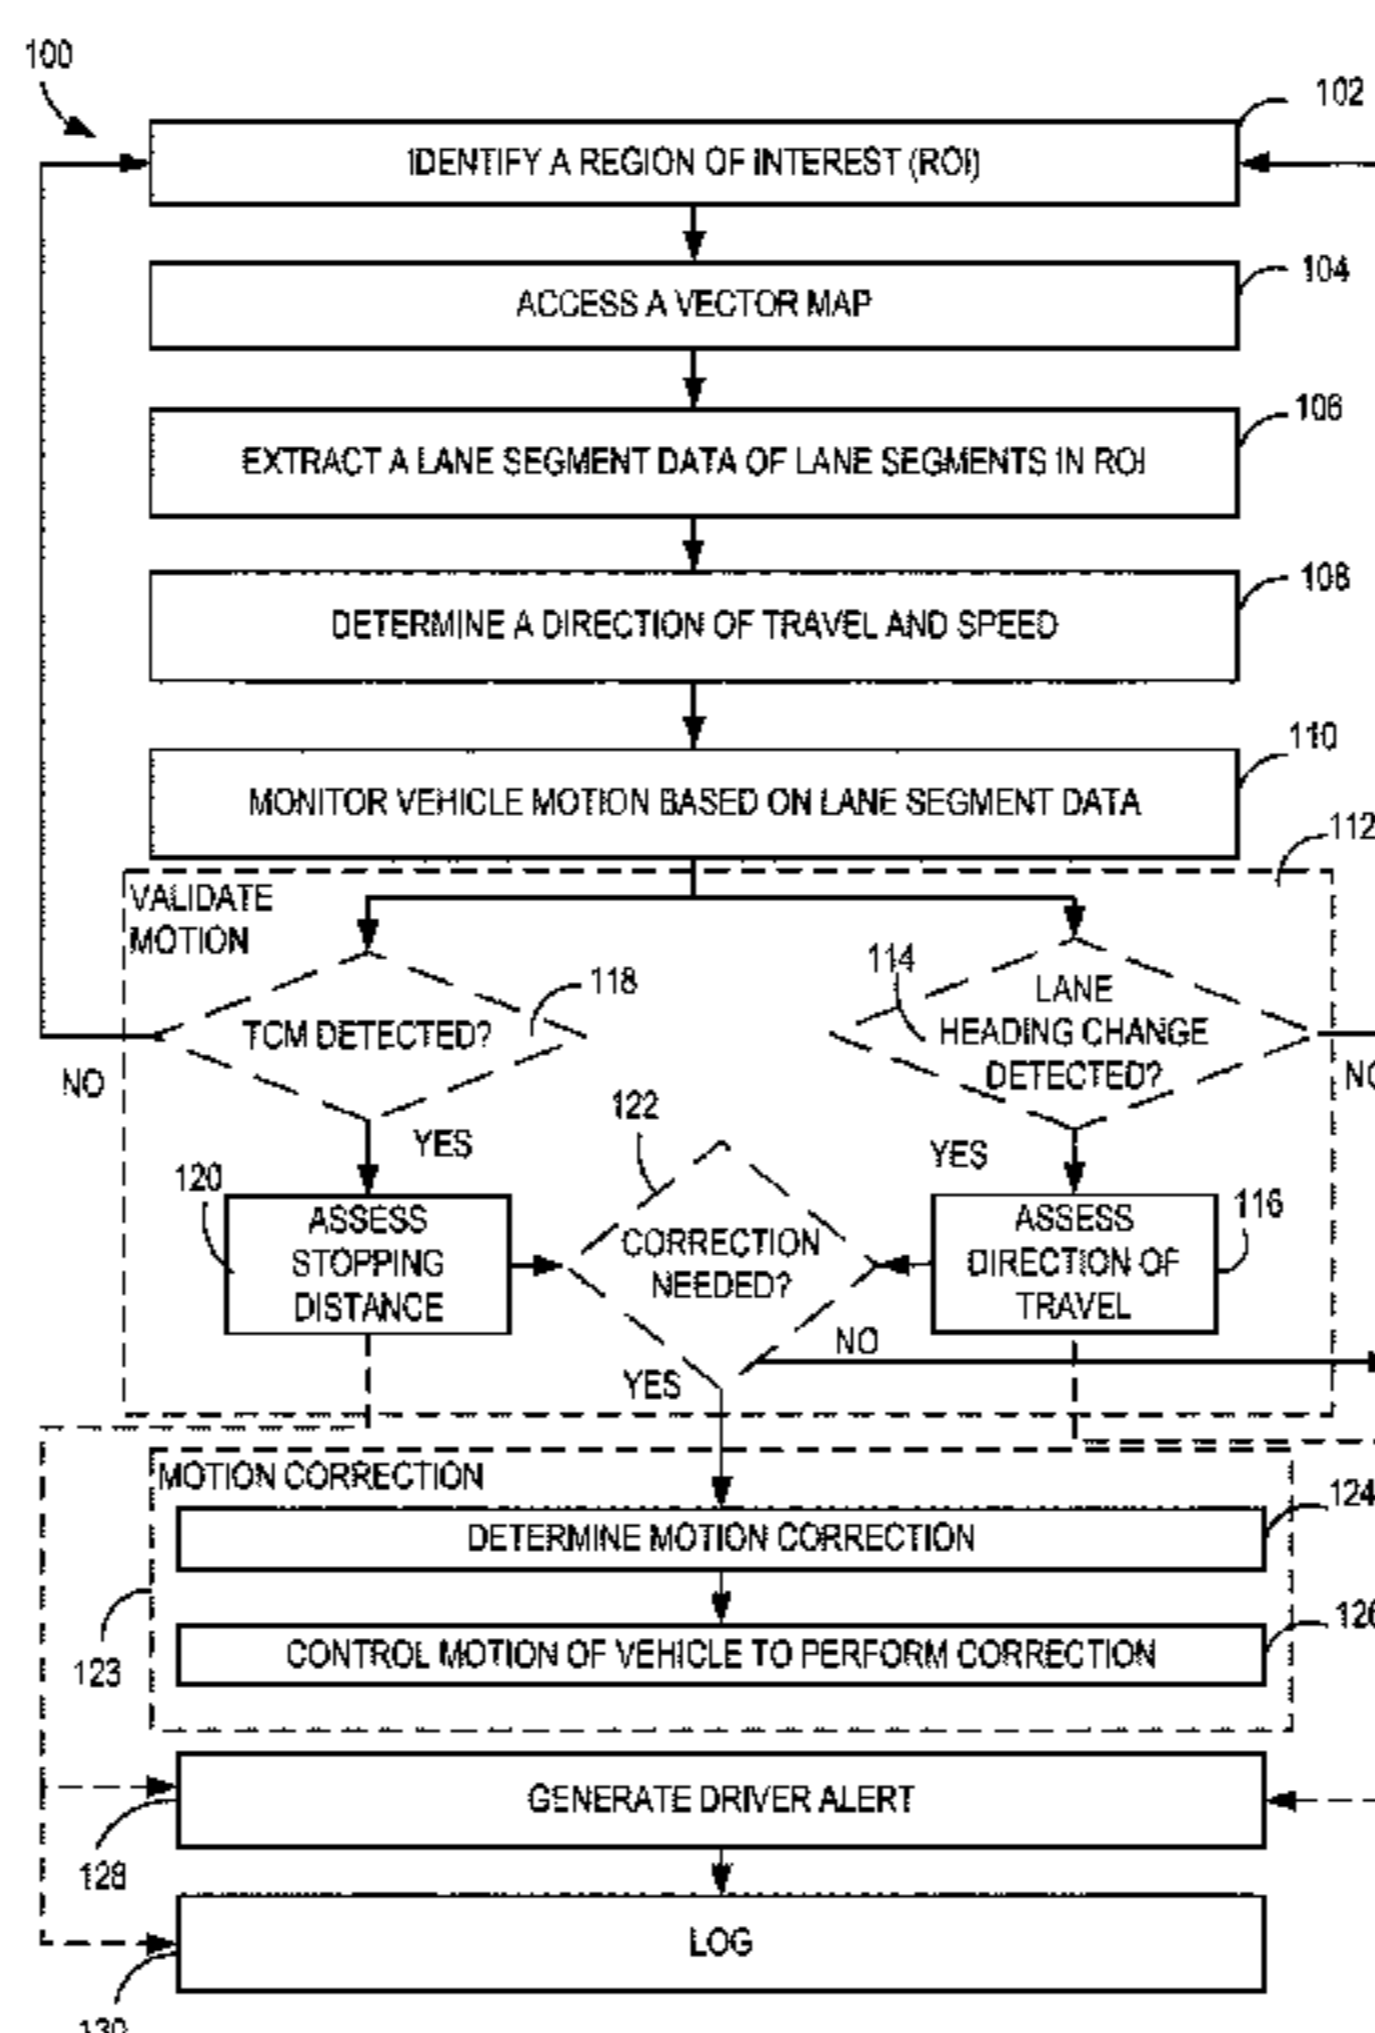 100
102
IDENTIFY A REGION OF INTEREST (ROI)
104
ACCESS A VECTOR MAP
106
EXTRACT A LANE SEGMENT DATA OF LANE SEGMENTS IN ROI
108
DETERMINE A DIRECTION OF TRAVEL AND SPEED
110
MONITOR VEHICLE MOTION BASED ON LANE SEGMENT DATA
112
VALIDATE
MOTION
118
TCM DETECTED?
NO
YES
114
LANE
HEADING CHANGE
DETECTED?
NO
YES
122
CORRECTION
NEEDED?
120
ASSESS
STOPPING
DISTANCE
116
ASSESS
DIRECTION OF
TRAVEL
NO
YES
MOTION CORRECTION
124
DETERMINE MOTION CORRECTION
126
CONTROL MOTION OF VEHICLE TO PERFORM CORRECTION
123
GENERATE DRIVER ALERT
128
LOG
130